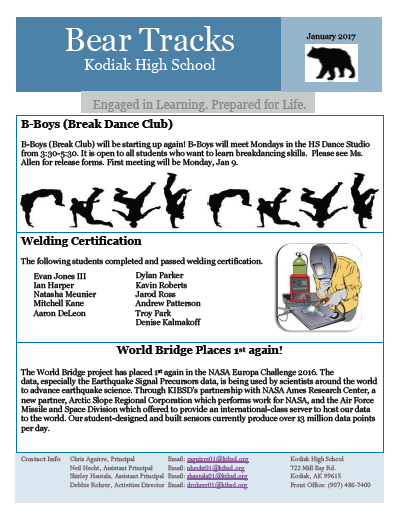 Bear Tracks
Kodiak High School
January 2017
Engaged in Learning. Prepared for Life.
B-Boys (Break Dance Club)
B-Boys (Break Club) will be starting up again! B-Boys will meet Mondays in the HS Dance Studio
from 3:30-5:30. It is open to all students who want to learn breakdancing skills. Please see Ms.
Allen for release forms. First meeting will be Monday, Jan 9.
Welding Certification
The following students completed and passed welding certification.
Evan Jones III
Ian Harper
Natasha Meunier
Mitchell Kane
Aaron DeLeon
Dylan Parker
Kavin Roberts
Jarod Ross
Andrew Patterson
Troy Park
Denise Kalmakoff
World Bridge Places 1st again!
The World Bridge project has placed 1st again in the NASA Europa Challenge 2016. The
data, especially the Earthquake Signal Precursors data, is being used by scientists around the world
to advance earthquake science. Through KIBSD's partnership with NASA Ames Research Center, a
new partner, Arctic Slope Regional Corporation which performs work for NASA, and the Air Force
Missile and Space Division which offered to provide an international-class server to host our data
to the world. Our student-designed and built sensors currently produce over 13 million data points
per day.
Contact Info Chris Aguirre, Principal Email: caguirre01@kibsd.org Kodiak High School
Neil Hecht, Assistant Principal Email: nhecht01@kibsd.org 722 Mill Bay Rd.
Shirley Hantala, Assistant Principal Email: shantala01@kibsd.org Kodiak, AK 99615
Debbie Rohrer, Activities Director Email: drohrer01@kibsd.org Front Office: (907) 486-7400